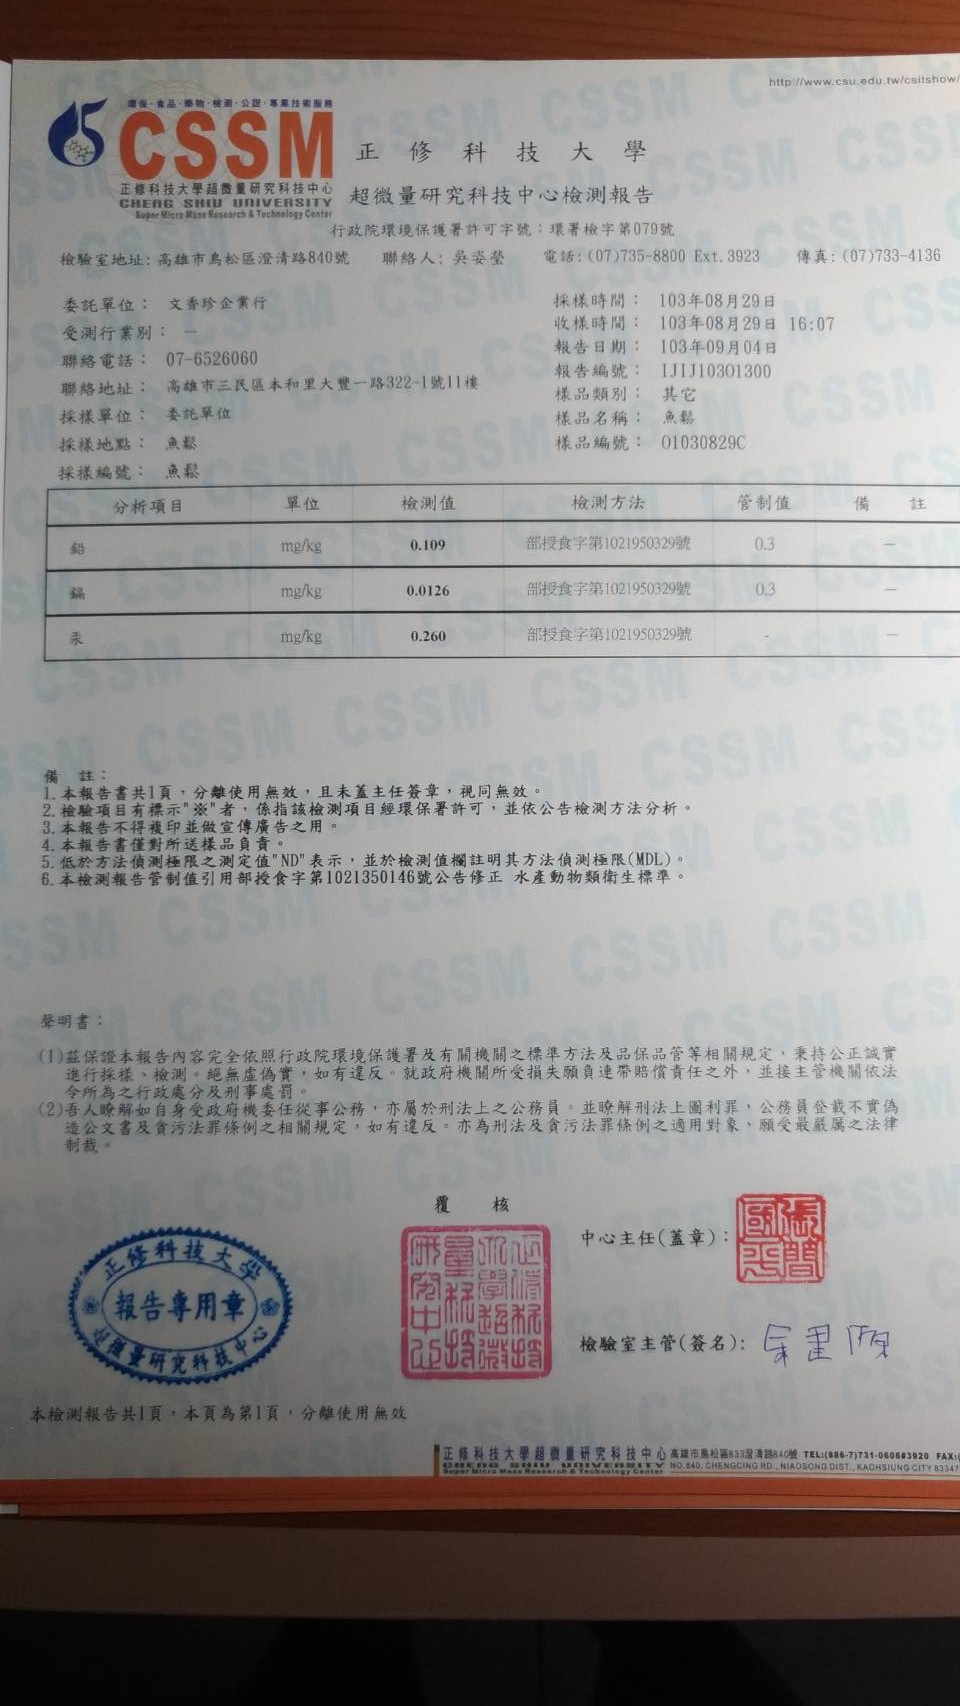 http://www.csu.edu.tw/csitshow/
環保‧食品‧藥物‧檢測‧公證‧專業技術服務
CSSM
正修科技大學超微量研究科技中心
CHENG SHIU UNIVERSITY
Super Micro Mass Research & Technology Center
正修科技大學
超微量研究科技中心檢測報告
行政院環境保護署許可字號：環署檢字第079號
檢驗室地址: 高雄市鳥松區澄清路840號 聯絡人: 吳姿瑩 電話: (07)735-8800 Ext.3923 傳真: (07)733-4136
委託單位： 文香珍企業行
受測行業別： —
聯絡電話： 07-6526060
聯絡地址： 高雄市三民區本和里大豐一路322-1號11樓
採樣單位： 委託單位
採樣地點： 魚鬆
採樣編號： 魚鬆
採樣時間： 103年08月29日
收樣時間： 103年08月29日 16:07
報告日期： 103年09月04日
報告編號： IJ1J10301300
樣品類別： 其它
樣品名稱： 魚鬆
樣品編號： O1030829C
分析項目 單位 檢測值 檢測方法 管制值 備 註
鉛 mg/kg 0.109 部授食字第1021950329號 0.3 —
鎘 mg/kg 0.0126 部授食字第1021950329號 0.3 —
汞 mg/kg 0.260 部授食字第1021950329號 - —
備 註：
1. 本報告書共1頁，分離使用無效，且未蓋主任簽章，視同無效。
2. 檢驗項目有標示"※"者，係指該檢測項目經環保署許可，並依公告檢測方法分析。
3. 本報告不得複印並做宣傳廣告之用。
4. 本報告書僅對所送樣品負責。
5. 低於方法偵測極限之測定值"ND"表示，並於檢測值欄註明其方法偵測極限(MDL)。
6. 本檢測報告管制值引用部授食字第1021350146號公告修正 水產動物類衛生標準。
聲明書：
(1)茲保證本報告內容完全依照行政院環境保護署及有關機關之標準方法及品保品管等相關規定，秉持公正誠實
進行採樣、檢測。絕無虛偽實，如有違反。就政府機關所受損失願負連帶賠償責任之外，並接主管機關依法
令所為之行政處分及刑事處罰。
(2)吾人瞭解如自身受政府機委任從事公務，亦屬於刑法上之公務員。並瞭解刑法上圖利罪，公務員登載不實偽
造公文書及貪污法罪條例之相關規定，如有違反。亦為刑法及貪污法罪條例之適用對象，願受最嚴厲之法律
制裁。
覆 核
正修科技大學
報告專用章
超微量研究科技中心
正修科技大學超微量科技研究中心
中心主任(蓋章)：
檢驗室主管(簽名)：
本檢測報告共1頁，本頁為第1頁，分離使用無效
正修科技大學超微量研究科技中心 高雄市鳥松區833澄清路840號 TEL:(886-7)731-0606#3920 FAX:(
CHENG SHIU UNIVERSITY
Super Micro Mass Research & Technology Center NO.840, CHENGCING RD., NIAOSONG DIST., KAOHSIUNG CITY 83347